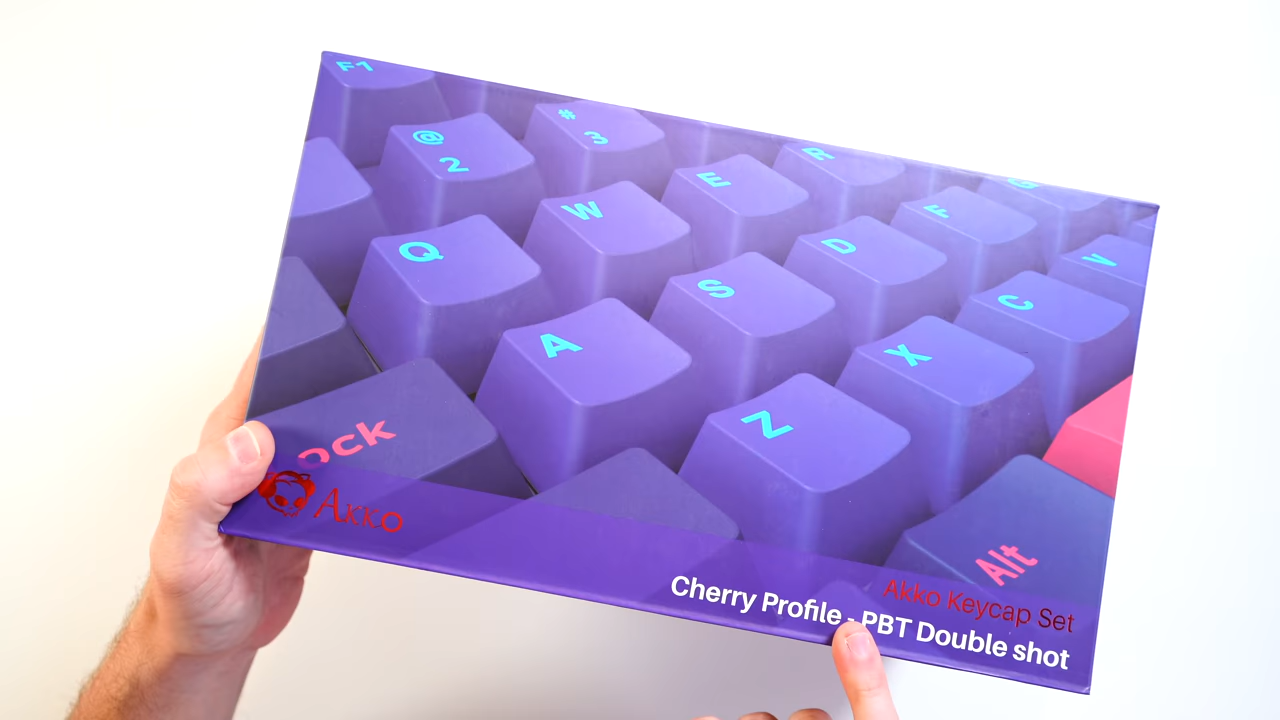 F1
@
2
#
3
Q
W
E
R
A
S
D
F
G
Z
X
C
V
ock
Alt
Akko
Akko Keycap Set
Cherry Profile - PBT Double shot